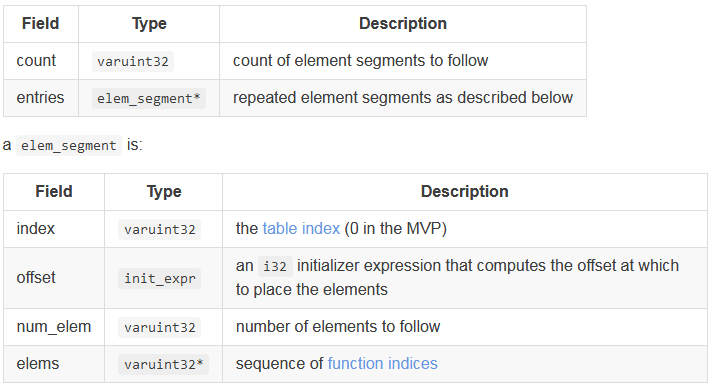 Field Type Description
count varuint32 count of element segments to follow
entries elem_segment* repeated element segments as described below
a elem_segment is:
Field Type Description
index varuint32 the table index (0 in the MVP)
offset init_expr an i32 initializer expression that computes the offset at which
to place the elements
num_elem varuint32 number of elements to follow
elems varuint32* sequence of function indices